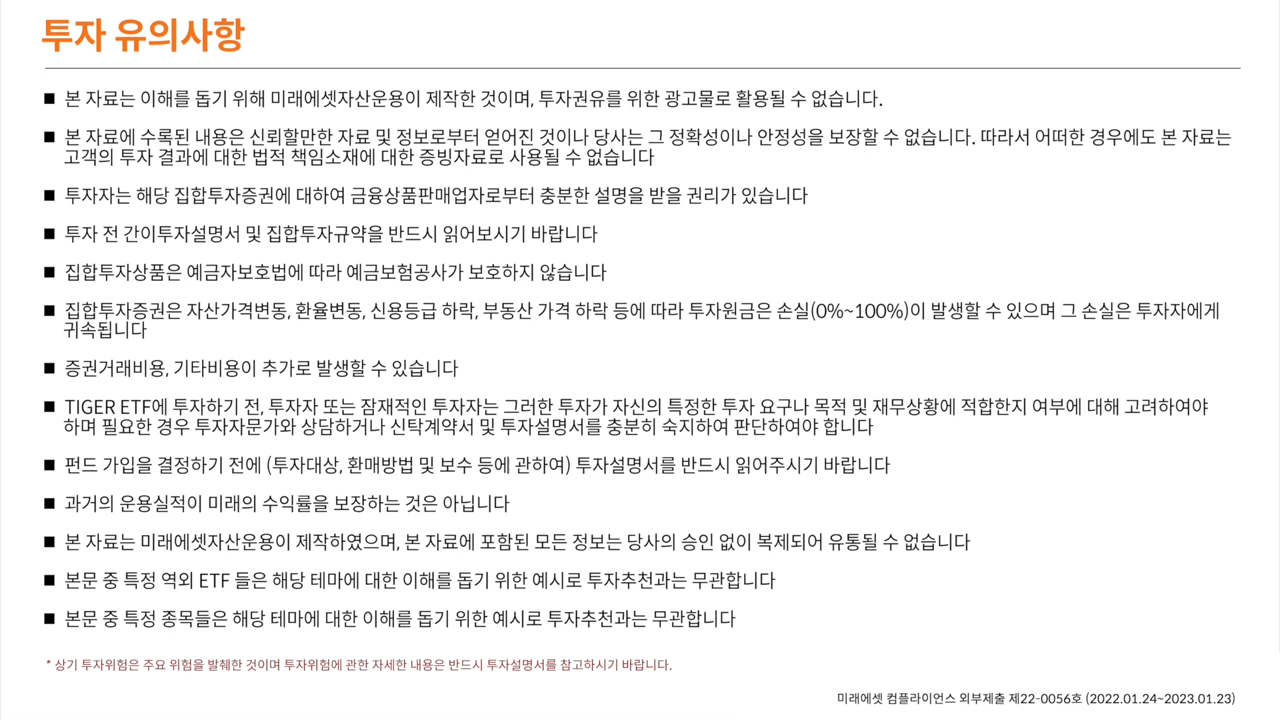 투자 유의사항
■ 본 자료는 이해를 돕기 위해 미래에셋자산운용이 제작한 것이며, 투자권유를 위한 광고물로 활용될 수 없습니다.
■ 본 자료에 수록된 내용은 신뢰할만한 자료 및 정보로부터 얻어진 것이나 당사는 그 정확성이나 안정성을 보장할 수 없습니다. 따라서 어떠한 경우에도 본 자료는
고객의 투자 결과에 대한 법적 책임소재에 대한 증빙자료로 사용될 수 없습니다
■ 투자자는 해당 집합투자증권에 대하여 금융상품판매업자로부터 충분한 설명을 받을 권리가 있습니다
■ 투자 전 간이투자설명서 및 집합투자규약을 반드시 읽어보시기 바랍니다
■ 집합투자상품은 예금자보호법에 따라 예금보험공사가 보호하지 않습니다
■ 집합투자증권은 자산가격변동, 환율변동, 신용등급 하락, 부동산 가격 하락 등에 따라 투자원금은 손실(0%~100%)이 발생할 수 있으며 그 손실은 투자자에게
귀속됩니다
■ 증권거래비용, 기타비용이 추가로 발생할 수 있습니다
■ TIGER ETF에 투자하기 전, 투자자 또는 잠재적인 투자자는 그러한 투자가 자신의 특정한 투자 요구나 목적 및 재무상황에 적합한지 여부에 대해 고려하여야
하며 필요한 경우 투자자문가와 상담하거나 신탁계약서 및 투자설명서를 충분히 숙지하여 판단하여야 합니다
■ 펀드 가입을 결정하기 전에 (투자대상, 환매방법 및 보수 등에 관하여) 투자설명서를 반드시 읽어주시기 바랍니다
■ 과거의 운용실적이 미래의 수익률을 보장하는 것은 아닙니다
■ 본 자료는 미래에셋자산운용이 제작하였으며, 본 자료에 포함된 모든 정보는 당사의 승인 없이 복제되어 유통될 수 없습니다
■ 본문 중 특정 역외 ETF 들은 해당 테마에 대한 이해를 돕기 위한 예시로 투자추천과는 무관합니다
■ 본문 중 특정 종목들은 해당 테마에 대한 이해를 돕기 위한 예시로 투자추천과는 무관합니다
* 상기 투자위험은 주요 위험을 발췌한 것이며 투자위험에 관한 자세한 내용은 반드시 투자설명서를 참고하시기 바랍니다.
미래에셋 컴플라이언스 외부제출 제22-0056호 (2022.01.24~2023.01.23)